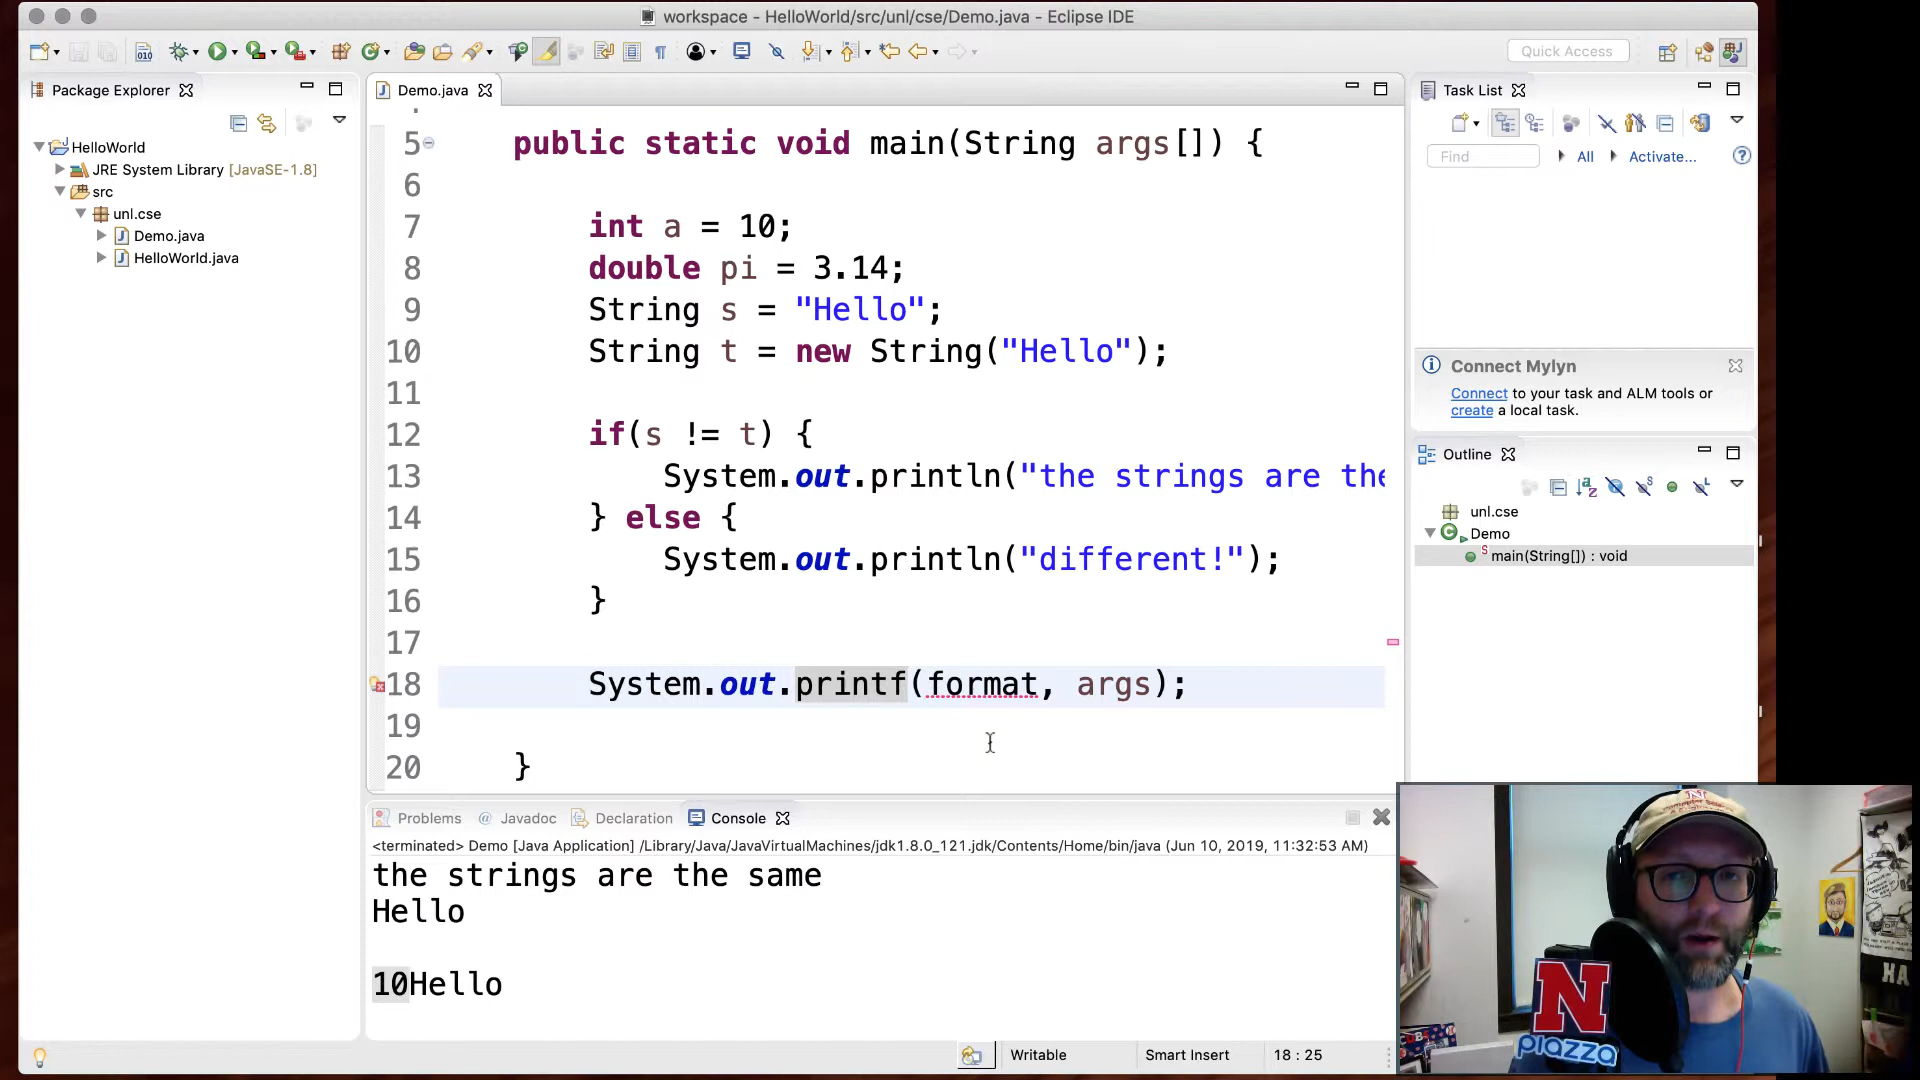 workspace - HelloWorld/src/unl/cse/Demo.java - Eclipse IDE
Quick Access
Package Explorer
HelloWorld
JRE System Library [JavaSE-1.8]
src
unl.cse
Demo.java
HelloWorld.java
Demo.java
5 public static void main(String args[]) {
6
7 int a = 10;
8 double pi = 3.14;
9 String s = "Hello";
10 String t = new String("Hello");
11
12 if(s != t) {
13 System.out.println("the strings are the
14 } else {
15 System.out.println("different!");
16 }
17
18 System.out.printf(format, args);
19
20 }
Task List
Find
All
Activate...
Connect Mylyn
Connect to your task and ALM tools or
create a local task.
Outline
unl.cse
Demo
main(String[]) : void
Problems
Javadoc
Declaration
Console
<terminated> Demo [Java Application] /Library/Java/JavaVirtualMachines/jdk1.8.0_121.jdk/Contents/Home/bin/java (Jun 10, 2019, 11:32:53 AM)
the strings are the same
Hello
10Hello
Writable
Smart Insert
18 : 25
N
N
piazza
CUBS
HA